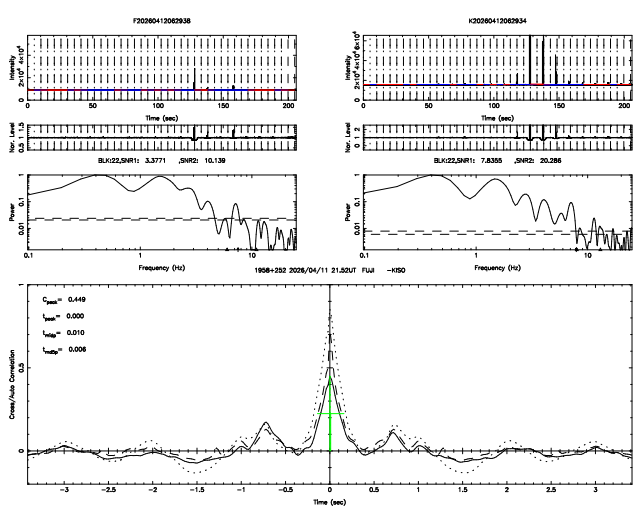 F20260412062938
K20260412062934
Intensity
0 2×10⁴ 4×10⁴ 6×10⁴
0 50 100 150 200
Time (sec)
Intensity
0 2×10⁴ 4×10⁴ 6×10⁴
0 50 100 150 200
Time (sec)
Nor. Level
0.5 1 1.5
Nor. Level
0 1 2
BLK:22,SNR1: 3.3771 ,SNR2: 10.139
BLK:22,SNR1: 7.8355 ,SNR2: 20.286
Power
1
0.1
0.01
0.1 1 10
Frequency (Hz)
Power
1
0.1
0.01
0.1 1 10
Frequency (Hz)
1958+252 2026/04/11 21.52UT FUJI -KISO
Cross/Auto Correlation
1
0.5
0
Cpeak= 0.449
tpeak= 0.000
tmidp= 0.010
-3 -2.5 -2 -1.5 -1 -0.5 0 0.5 1 1.5 2 2.5 3
Time (sec)